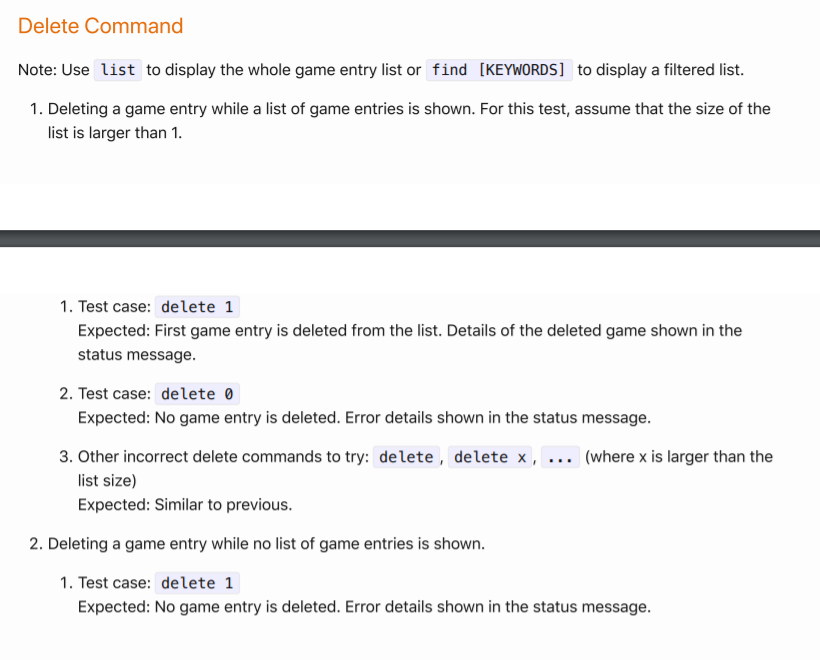 Delete Command
Note: Use list to display the whole game entry list or find [KEYWORDS] to display a filtered list.
1. Deleting a game entry while a list of game entries is shown. For this test, assume that the size of the
list is larger than 1.
1. Test case: delete 1
Expected: First game entry is deleted from the list. Details of the deleted game shown in the
status message.
2. Test case: delete 0
Expected: No game entry is deleted. Error details shown in the status message.
3. Other incorrect delete commands to try: delete, delete x, ... (where x is larger than the
list size)
Expected: Similar to previous.
2. Deleting a game entry while no list of game entries is shown.
1. Test case: delete 1
Expected: No game entry is deleted. Error details shown in the status message.